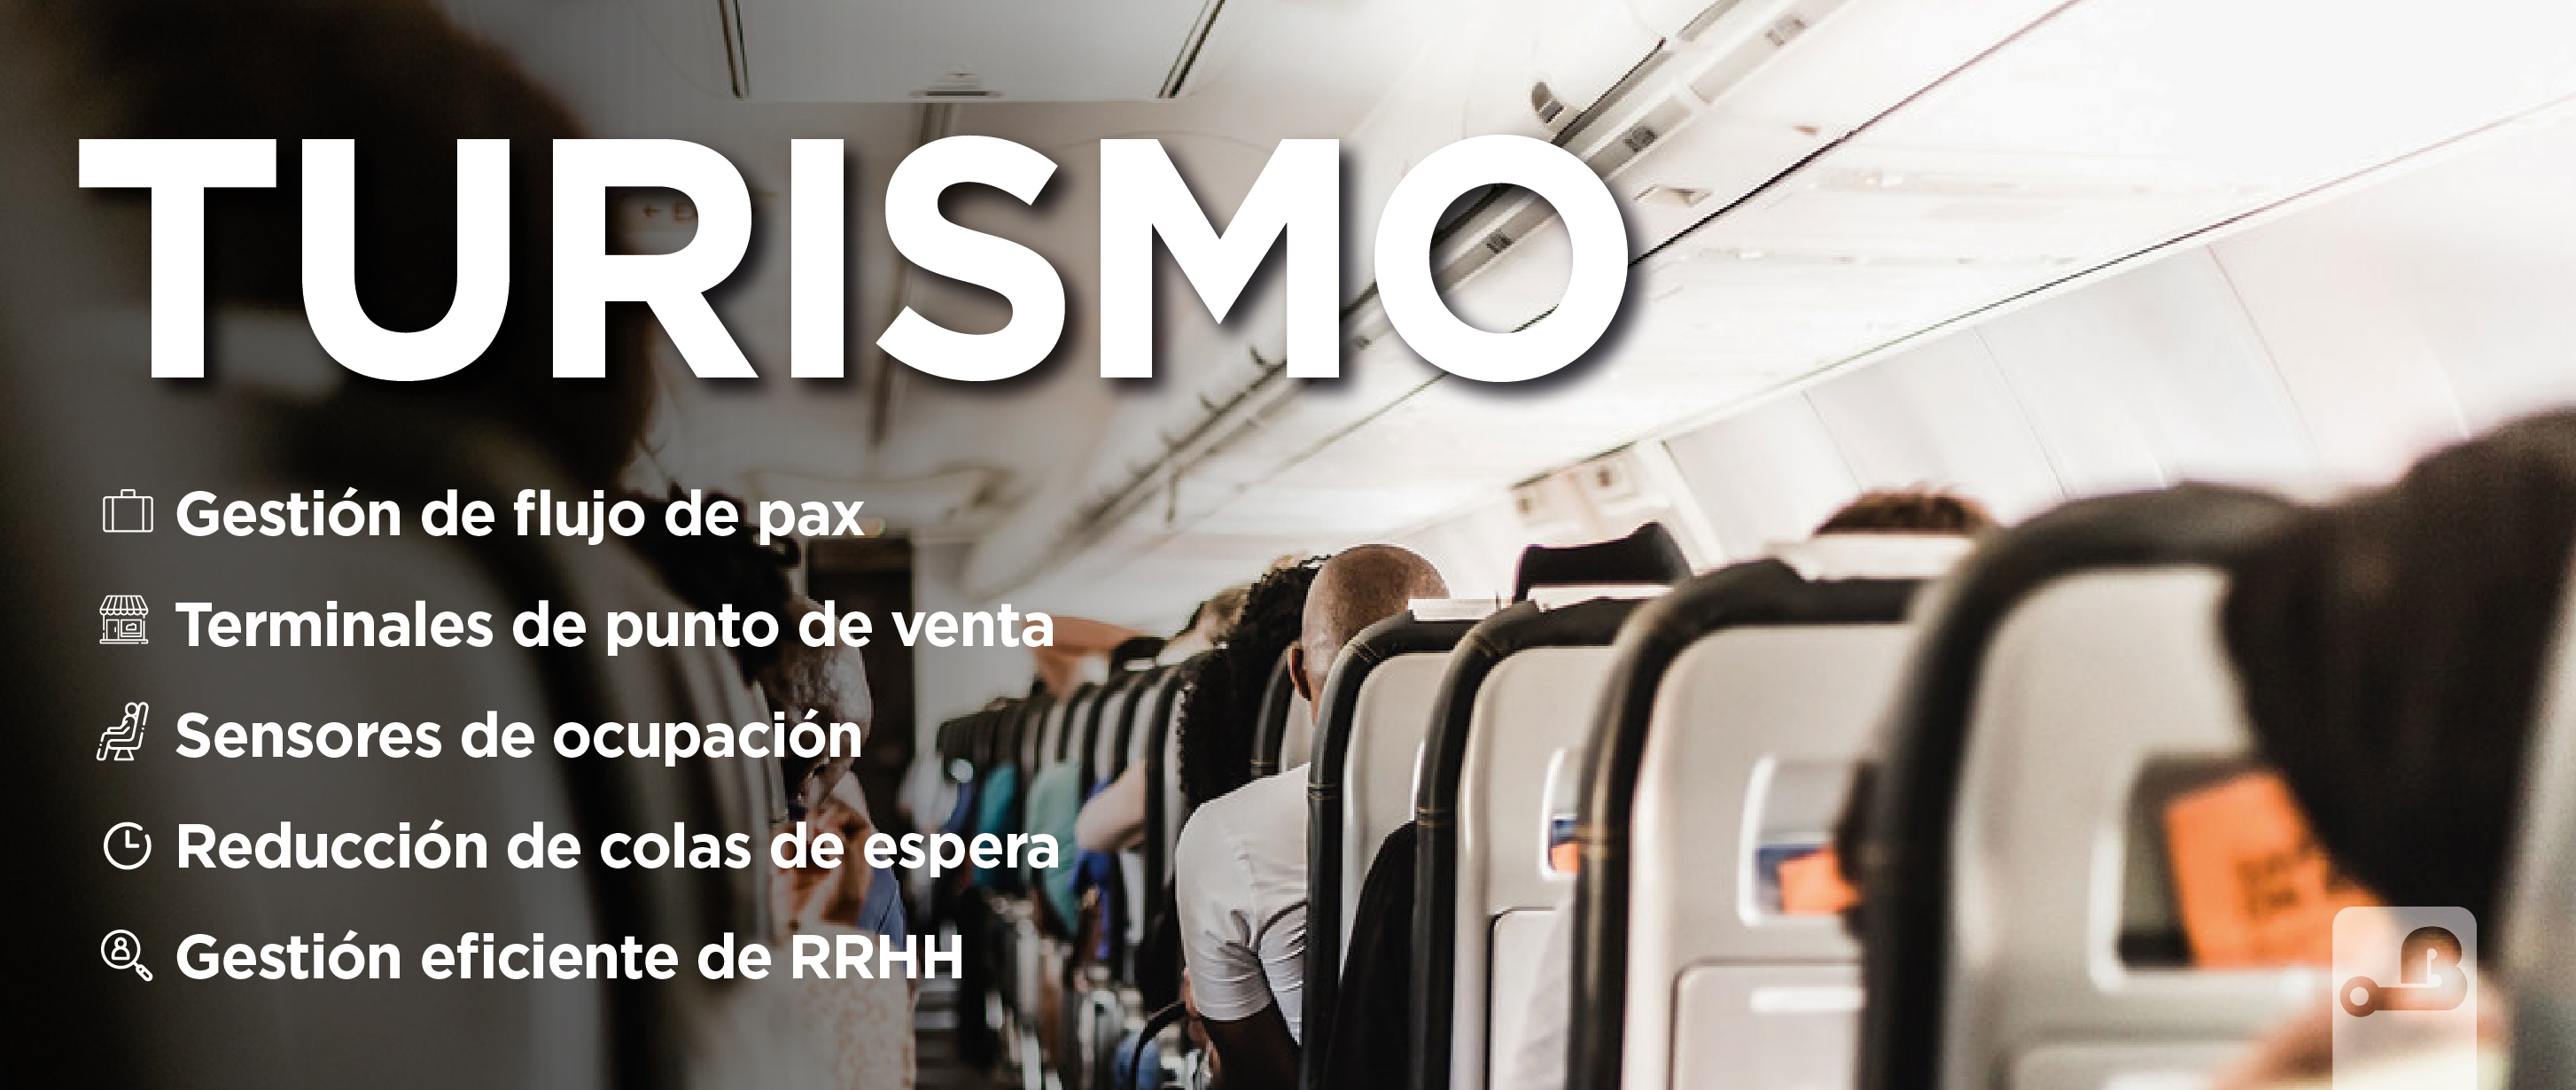 TURISMO
Gestión de flujo de pax
Terminales de punto de venta
Sensores de ocupación
Reducción de colas de espera
Gestión eficiente de RRHH
B